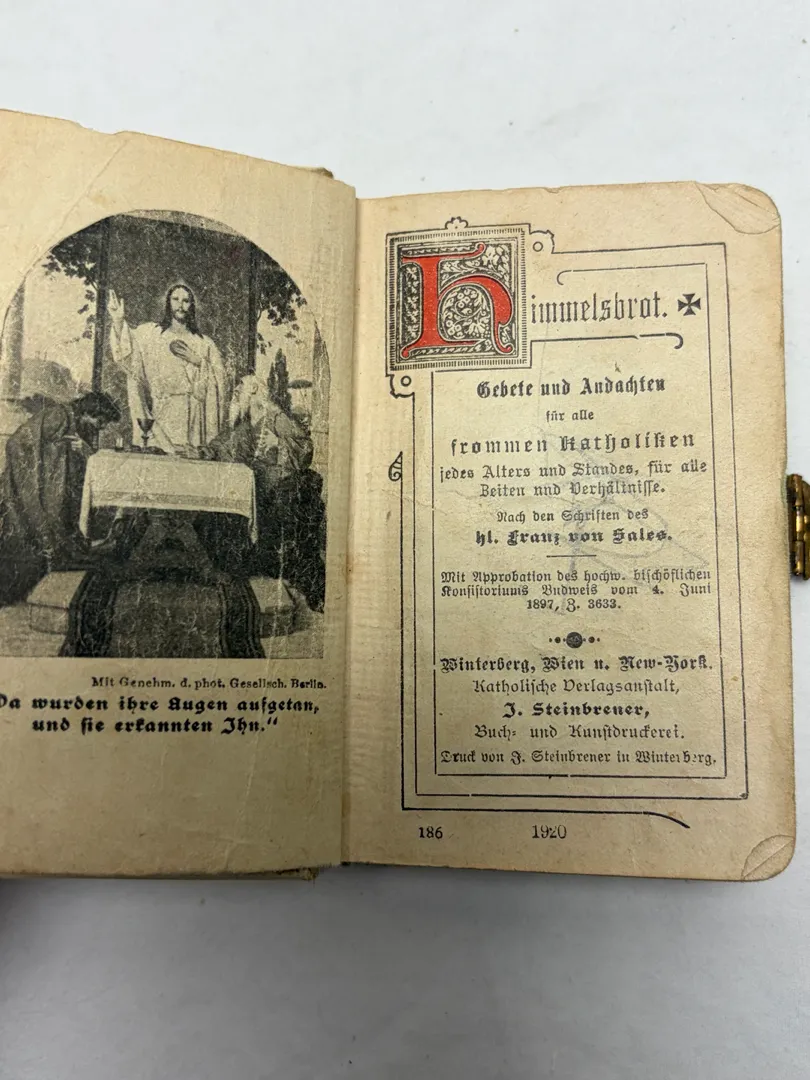 Mit Genehm. d. phot. Gesellsch. Berlin.
Da wurden ihre Augen aufgetan,
und sie erkannten Ihn.“
Himmelsbrot. ✠
Gebete und Andachten
für alle
frommen Katholiken
jedes Alters und Standes, für alle
Zeiten und Verhältnisse.
Nach den Schriften des
hl. Franz von Sales.
Mit Approbation des hochw. bischöflichen
Konsistoriums Budweis vom 4. Juni
1897, Z. 3633.
Winterberg, Wien u. New-York.
Katholische Verlagsanstalt,
J. Steinbrener,
Buch- und Kunstdruckerei.
Druck von J. Steinbrener in Winterberg.
186 1920